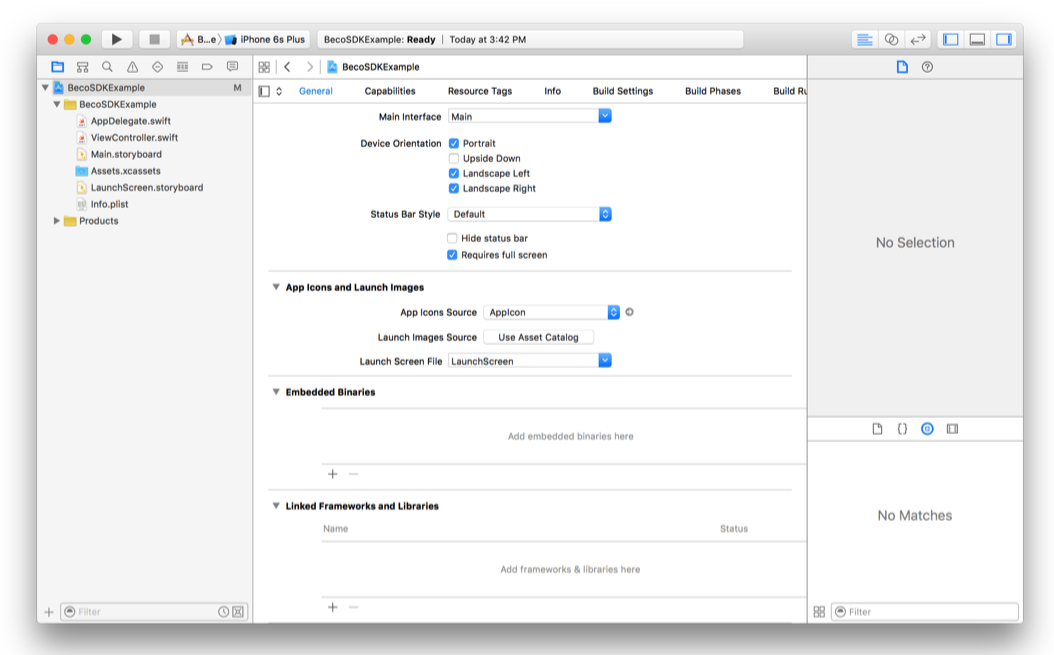 B...e iPhone 6s Plus BecoSDKExample: Ready | Today at 3:42 PM
BecoSDKExample
BecoSDKExample M
General Capabilities Resource Tags Info Build Settings Build Phases Build Ru
BecoSDKExample
AppDelegate.swift
ViewController.swift
Main.storyboard
Assets.xcassets
LaunchScreen.storyboard
Info.plist
Products
Main Interface Main
Device Orientation Portrait
Upside Down
Landscape Left
Landscape Right
Status Bar Style Default
Hide status bar
Requires full screen
App Icons and Launch Images
App Icons Source AppIcon
Launch Images Source Use Asset Catalog
Launch Screen File LaunchScreen
Embedded Binaries
Add embedded binaries here
Linked Frameworks and Libraries
Name Status
Add frameworks & libraries here
No Selection
No Matches
Filter
Filter